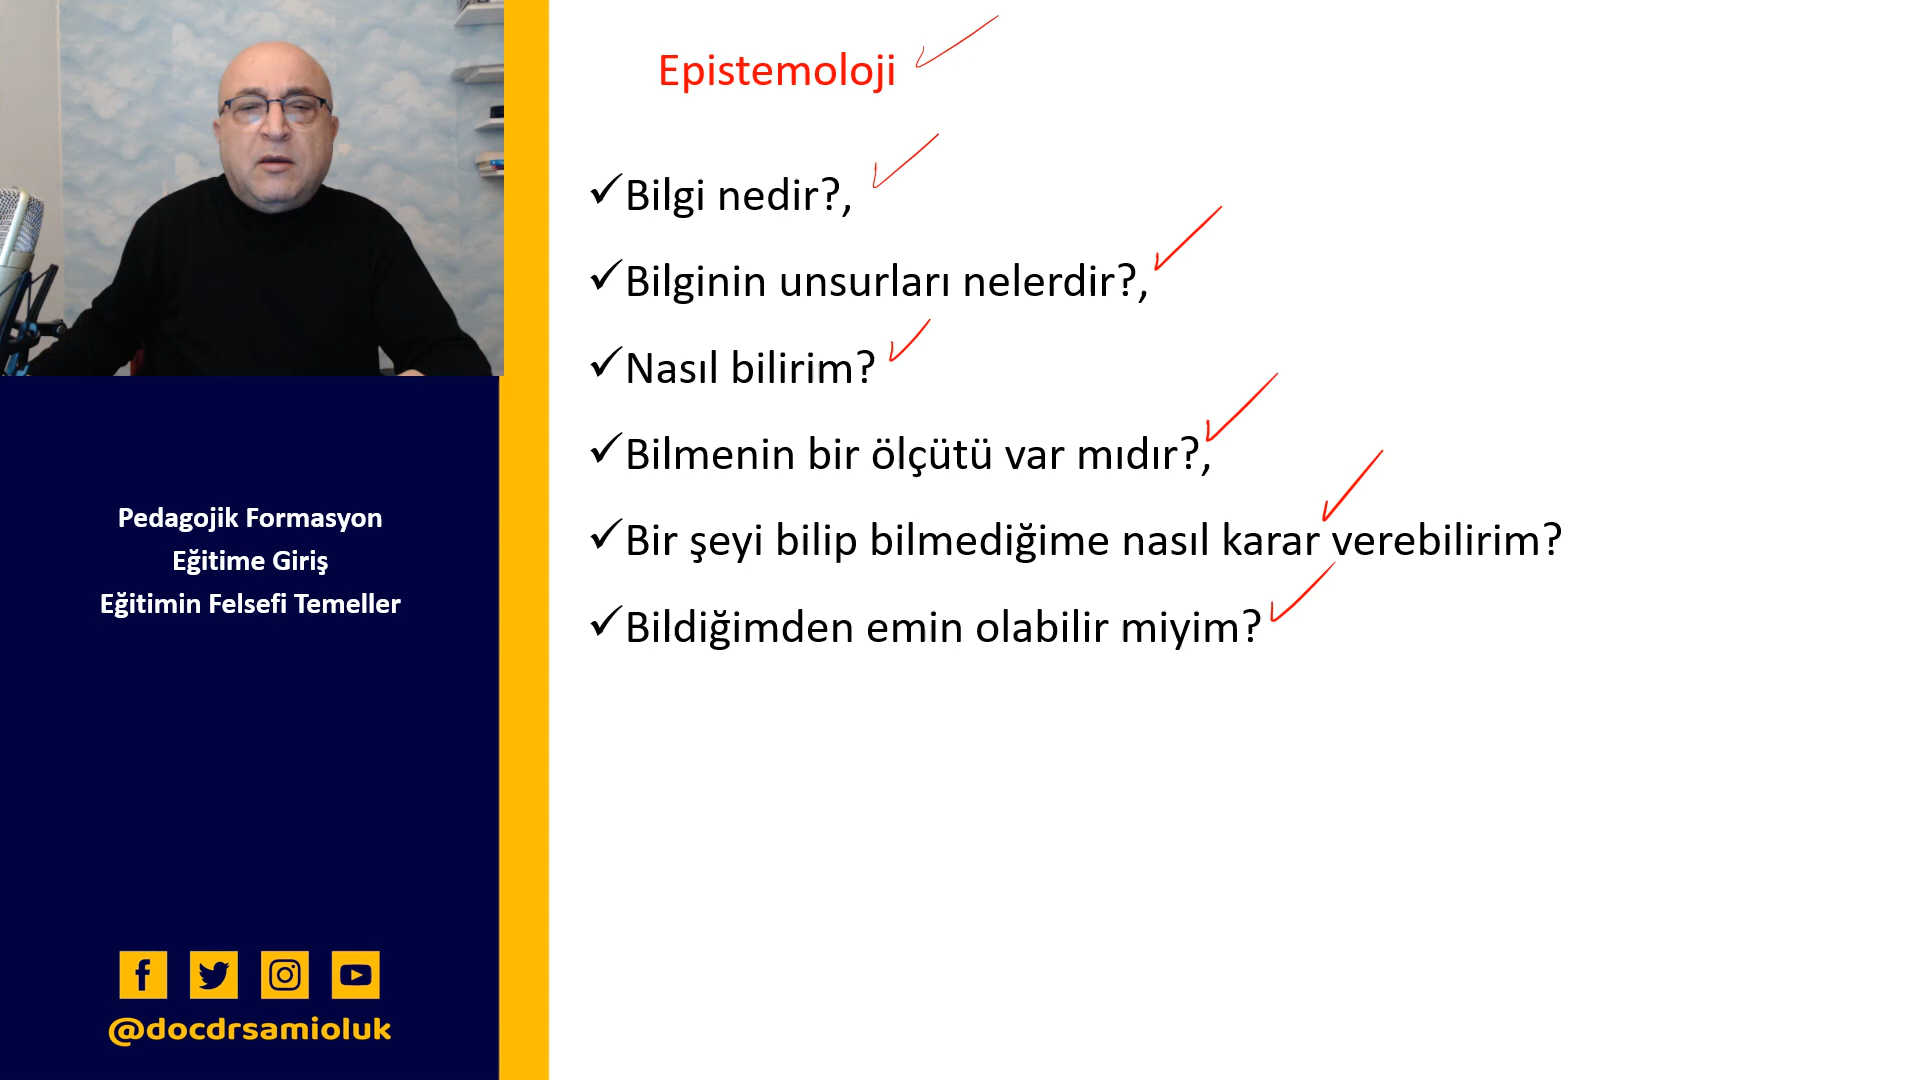 Epistemoloji
✓Bilgi nedir?,
✓Bilginin unsurları nelerdir?,
✓Nasıl bilirim?
✓Bilmenin bir ölçütü var mıdır?,
✓Bir şeyi bilip bilmediğime nasıl karar verebilirim?
✓Bildiğimden emin olabilir miyim?
Pedagojik Formasyon
Eğitime Giriş
Eğitimin Felsefi Temeller
@docdrsamioluk